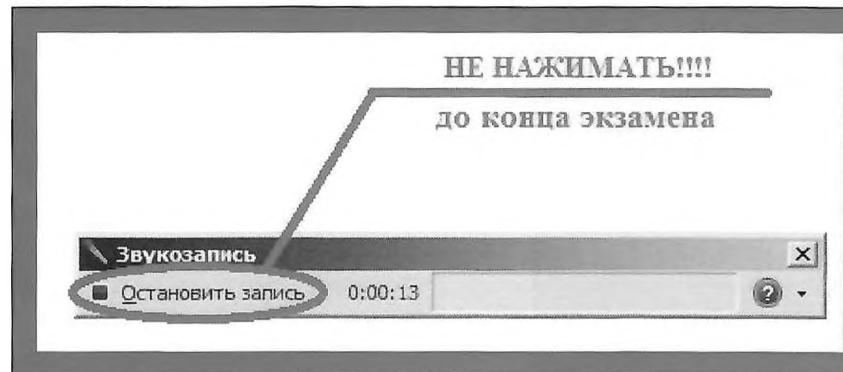 НЕ НАЖИМАТЬ!!!!
до конца экзамена
Звукозапись
Остановить запись 0:00:13